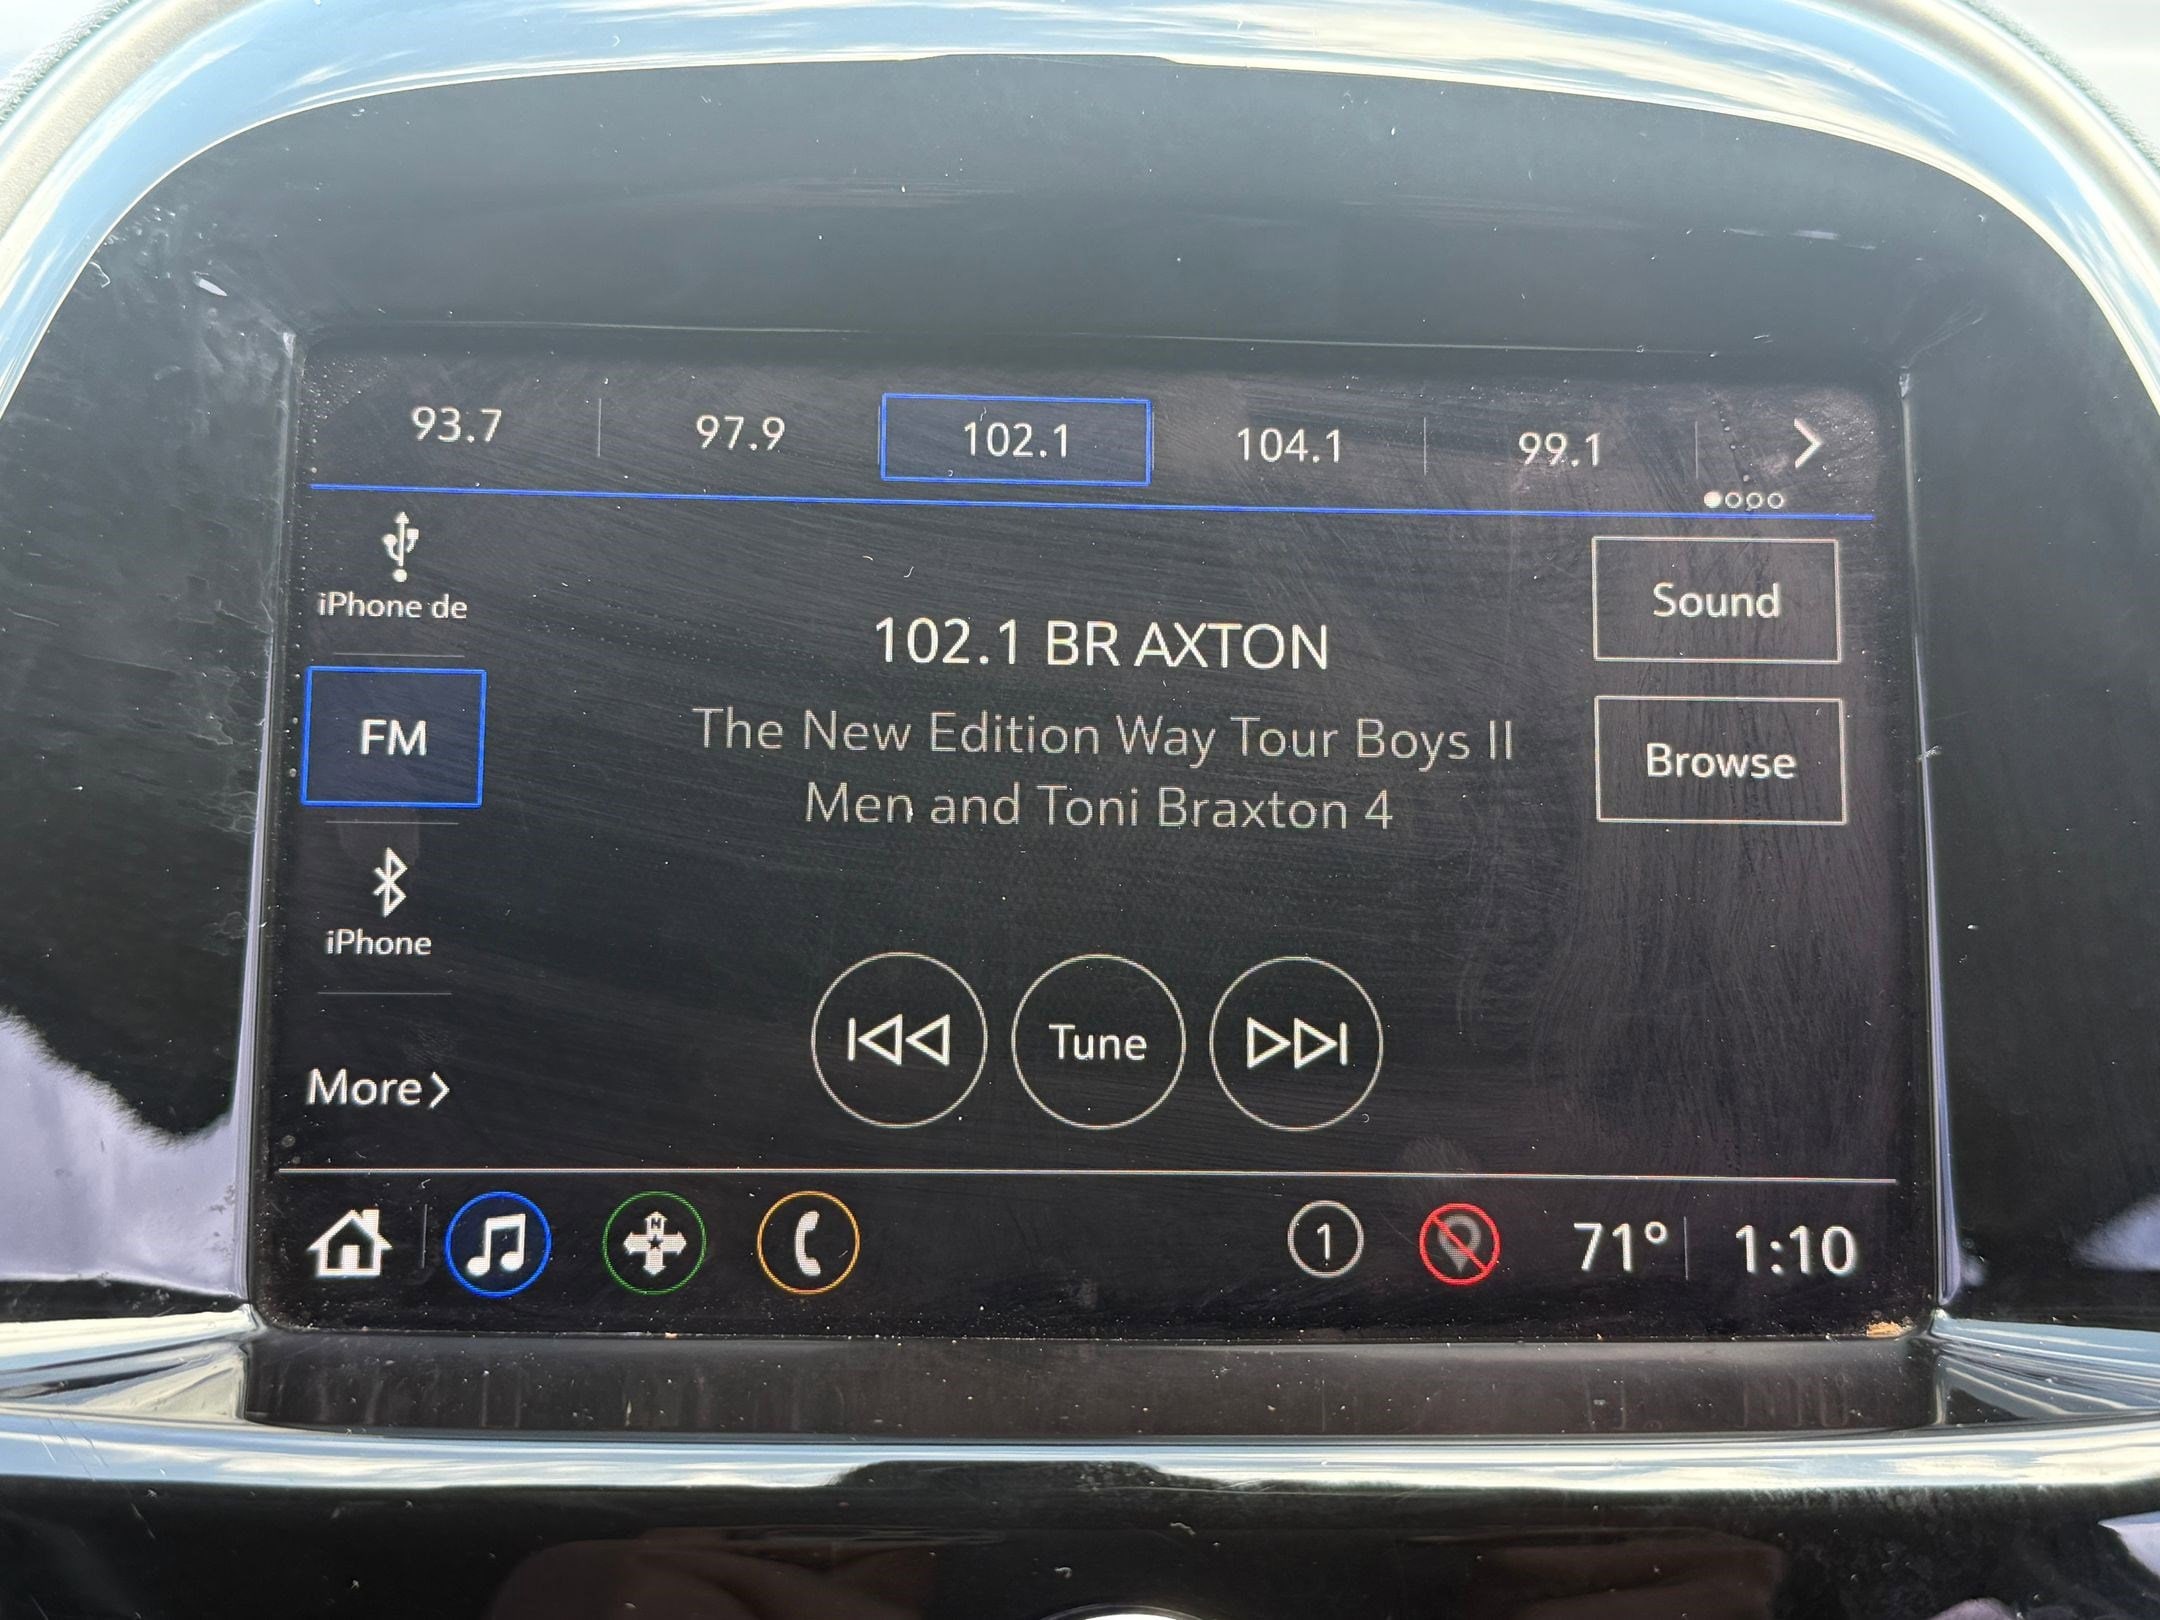 93.7 97.9 102.1 104.1 99.1
iPhone de
Sound
102.1 BR AXTON
FM
The New Edition Way Tour Boys II
Men and Toni Braxton 4
Browse
iPhone
Tune
More
N
1 71° 1:10